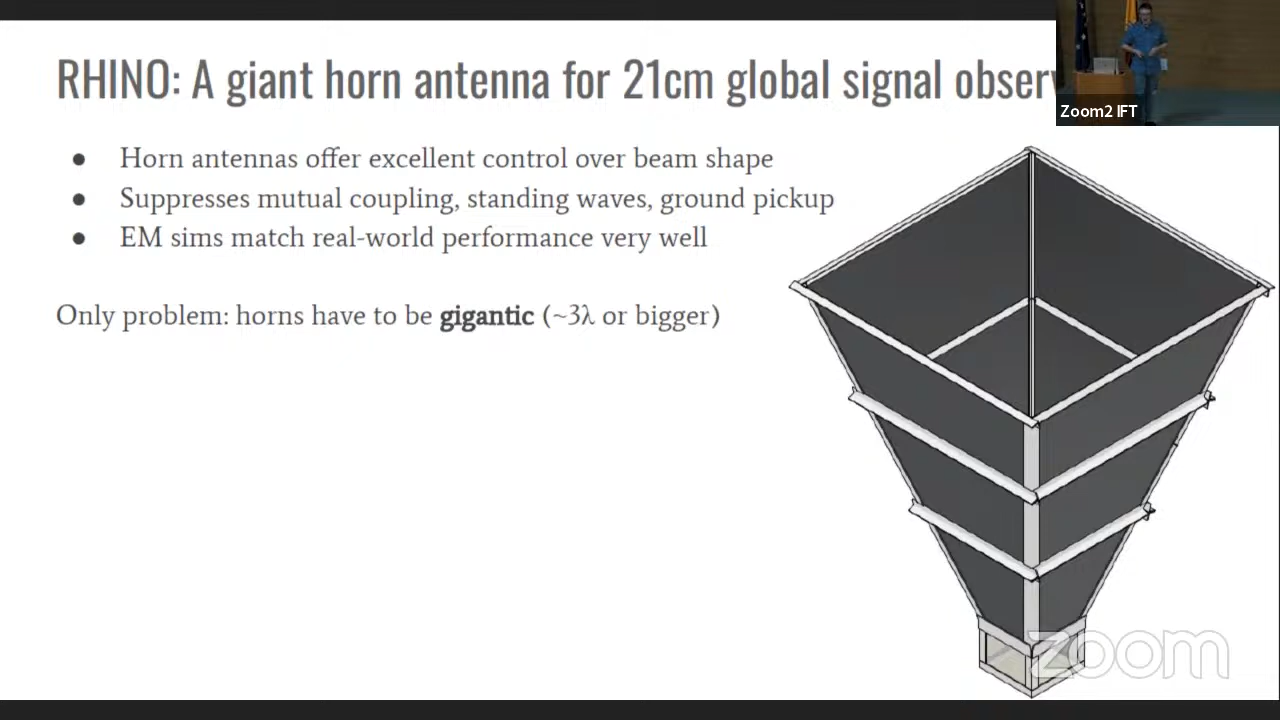 RHINO: A giant horn antenna for 21cm global signal observ
Zoom2 IFT
● Horn antennas offer excellent control over beam shape
● Suppresses mutual coupling, standing waves, ground pickup
● EM sims match real-world performance very well
Only problem: horns have to be gigantic (~3λ or bigger)
zoom